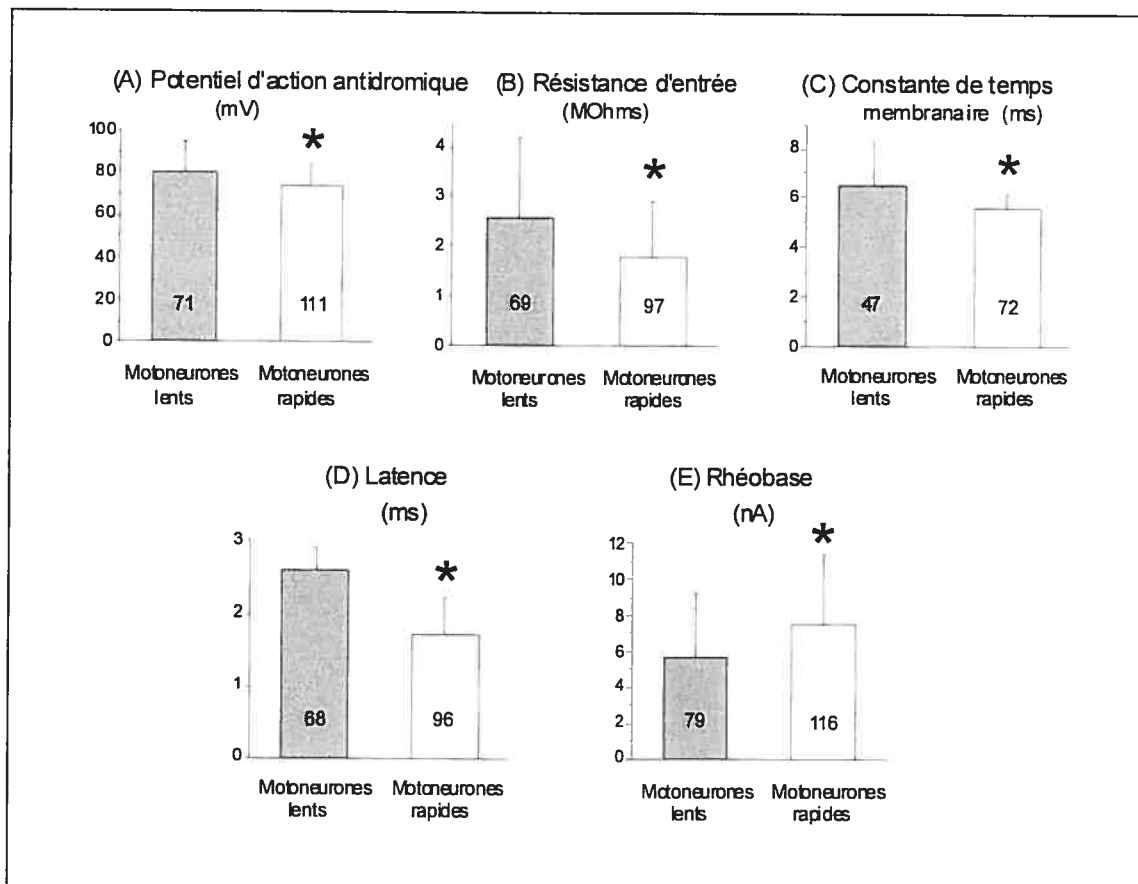 (A) Potentiel d'action antidromique
(mV)
100
80
60
40
20
0
*
71
111
Motoneurones lents
Motoneurones rapides
(B) Résistance d'entrée
(MOhms)
4
3
2
1
0
*
69
97
Motoneurones lents
Motoneurones rapides
(C) Constante de temps
membranaire (ms)
8
6
4
2
0
*
47
72
Motoneurones lents
Motoneurones rapides
(D) Latence
(ms)
3
2
1
0
*
68
96
Motoneurones lents
Motoneurones rapides
(E) Rhéobase
(nA)
12
10
8
6
4
2
0
*
79
116
Motoneurones lents
Motoneurones rapides